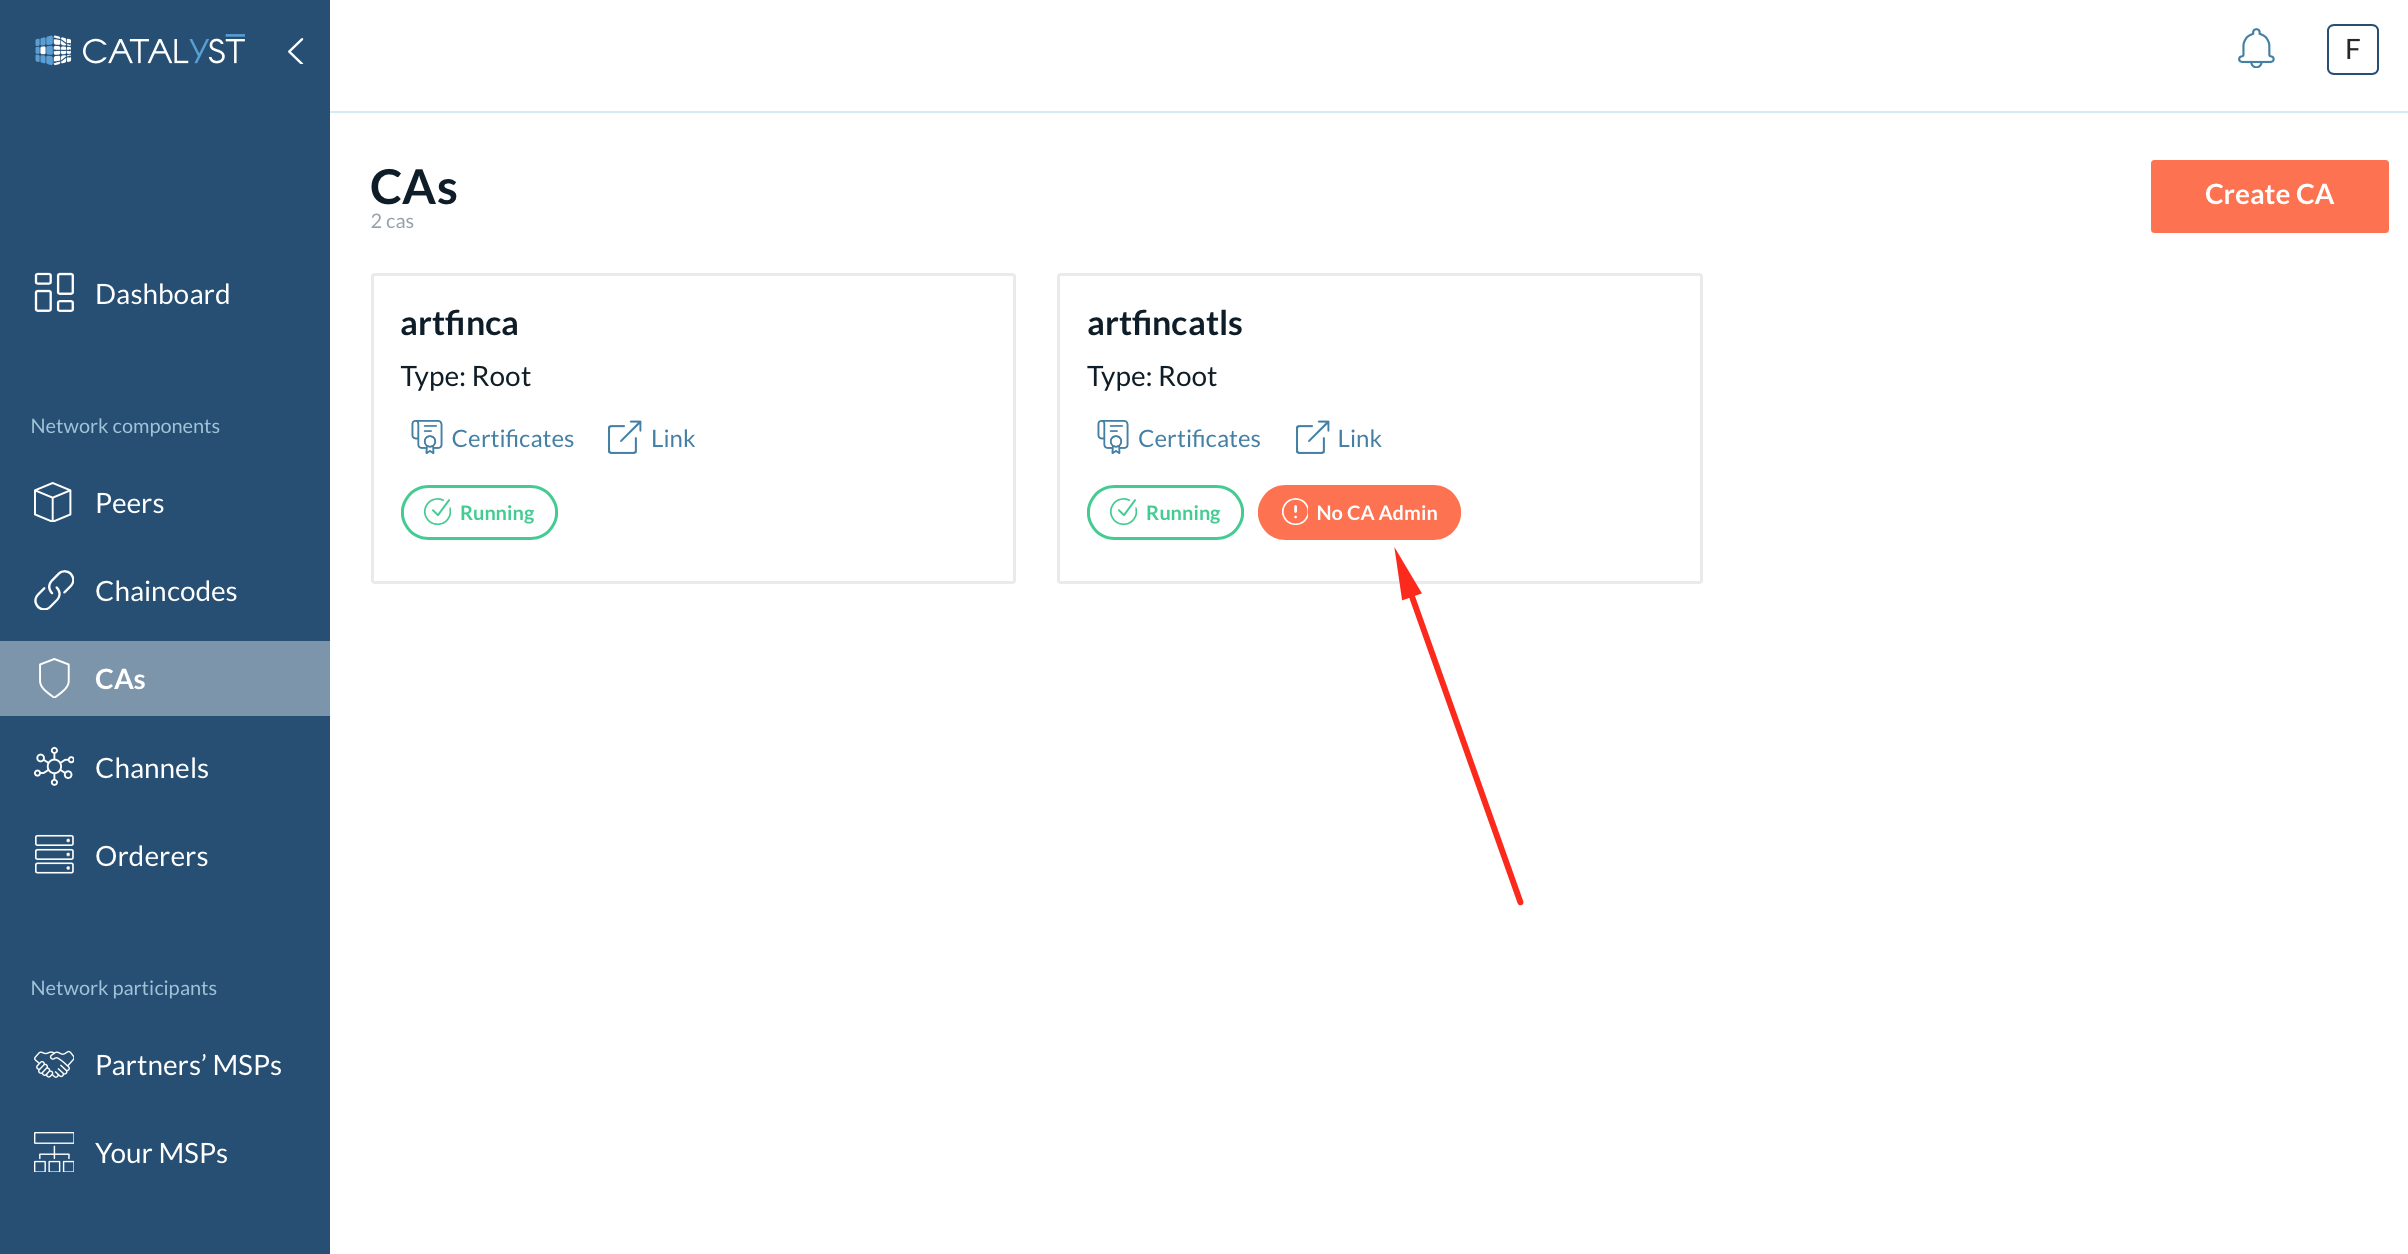 CATALYST
F
Dashboard
Network components
Peers
Chaincodes
CAs
Channels
Orderers
Network participants
Partners’ MSPs
Your MSPs
CAs
2 cas
Create CA
artfinca
Type: Root
Certificates Link
Running
artfincatls
Type: Root
Certificates Link
Running No CA Admin